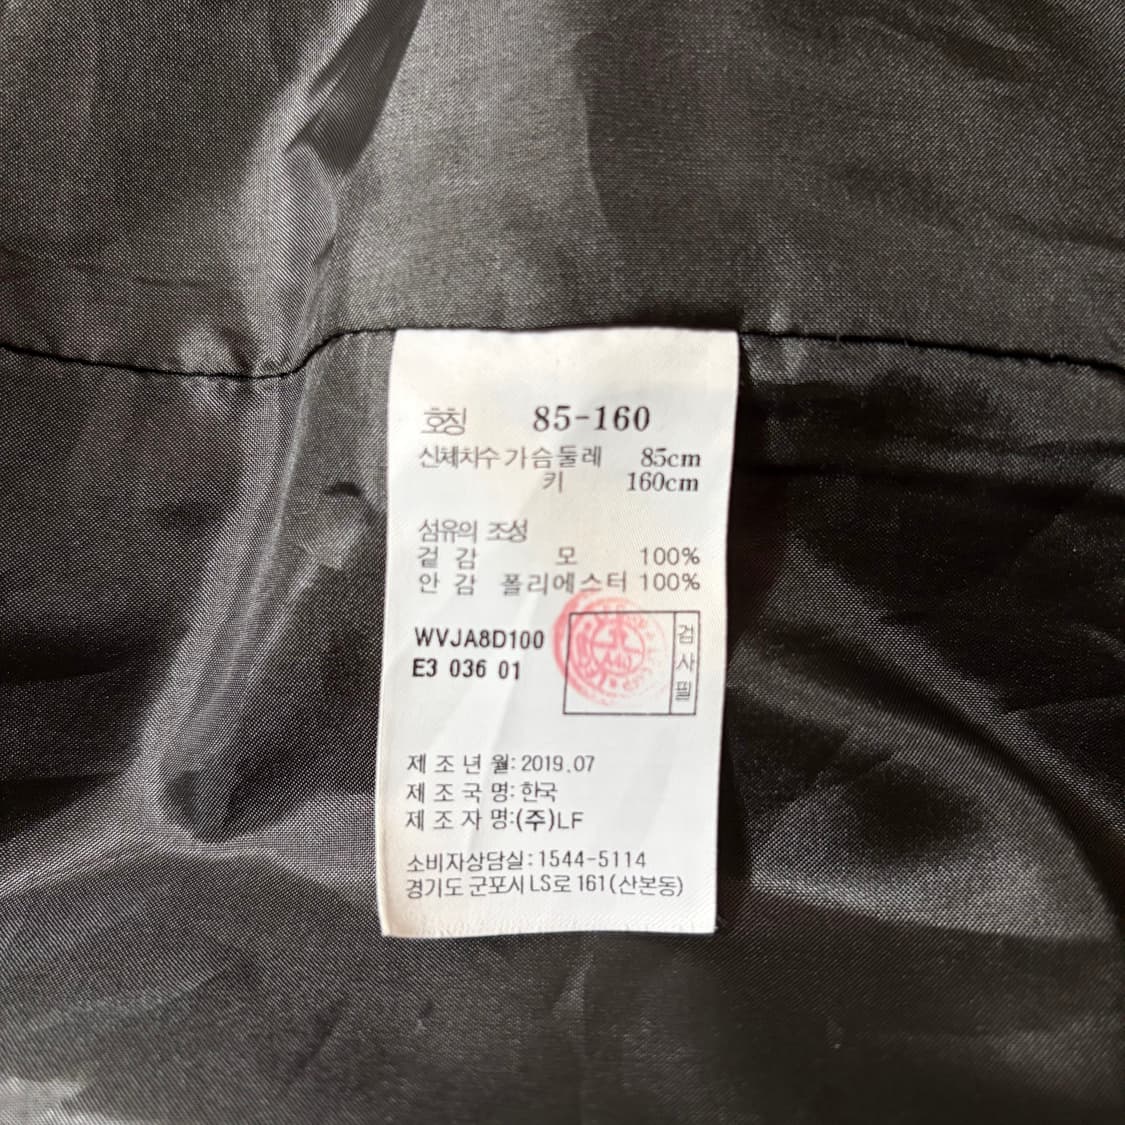 호칭 85-160
신체치수 가슴둘레 85cm
키 160cm
섬유의 조성
겉감 모 100%
안감 폴리에스터 100%
WVJA8D100
E3 036 01
검사필
제조년월: 2019.07
제조국명: 한국
제조자명:(주)LF
소비자상담실:1544-5114
경기도 군포시 LS로 161(산본동)